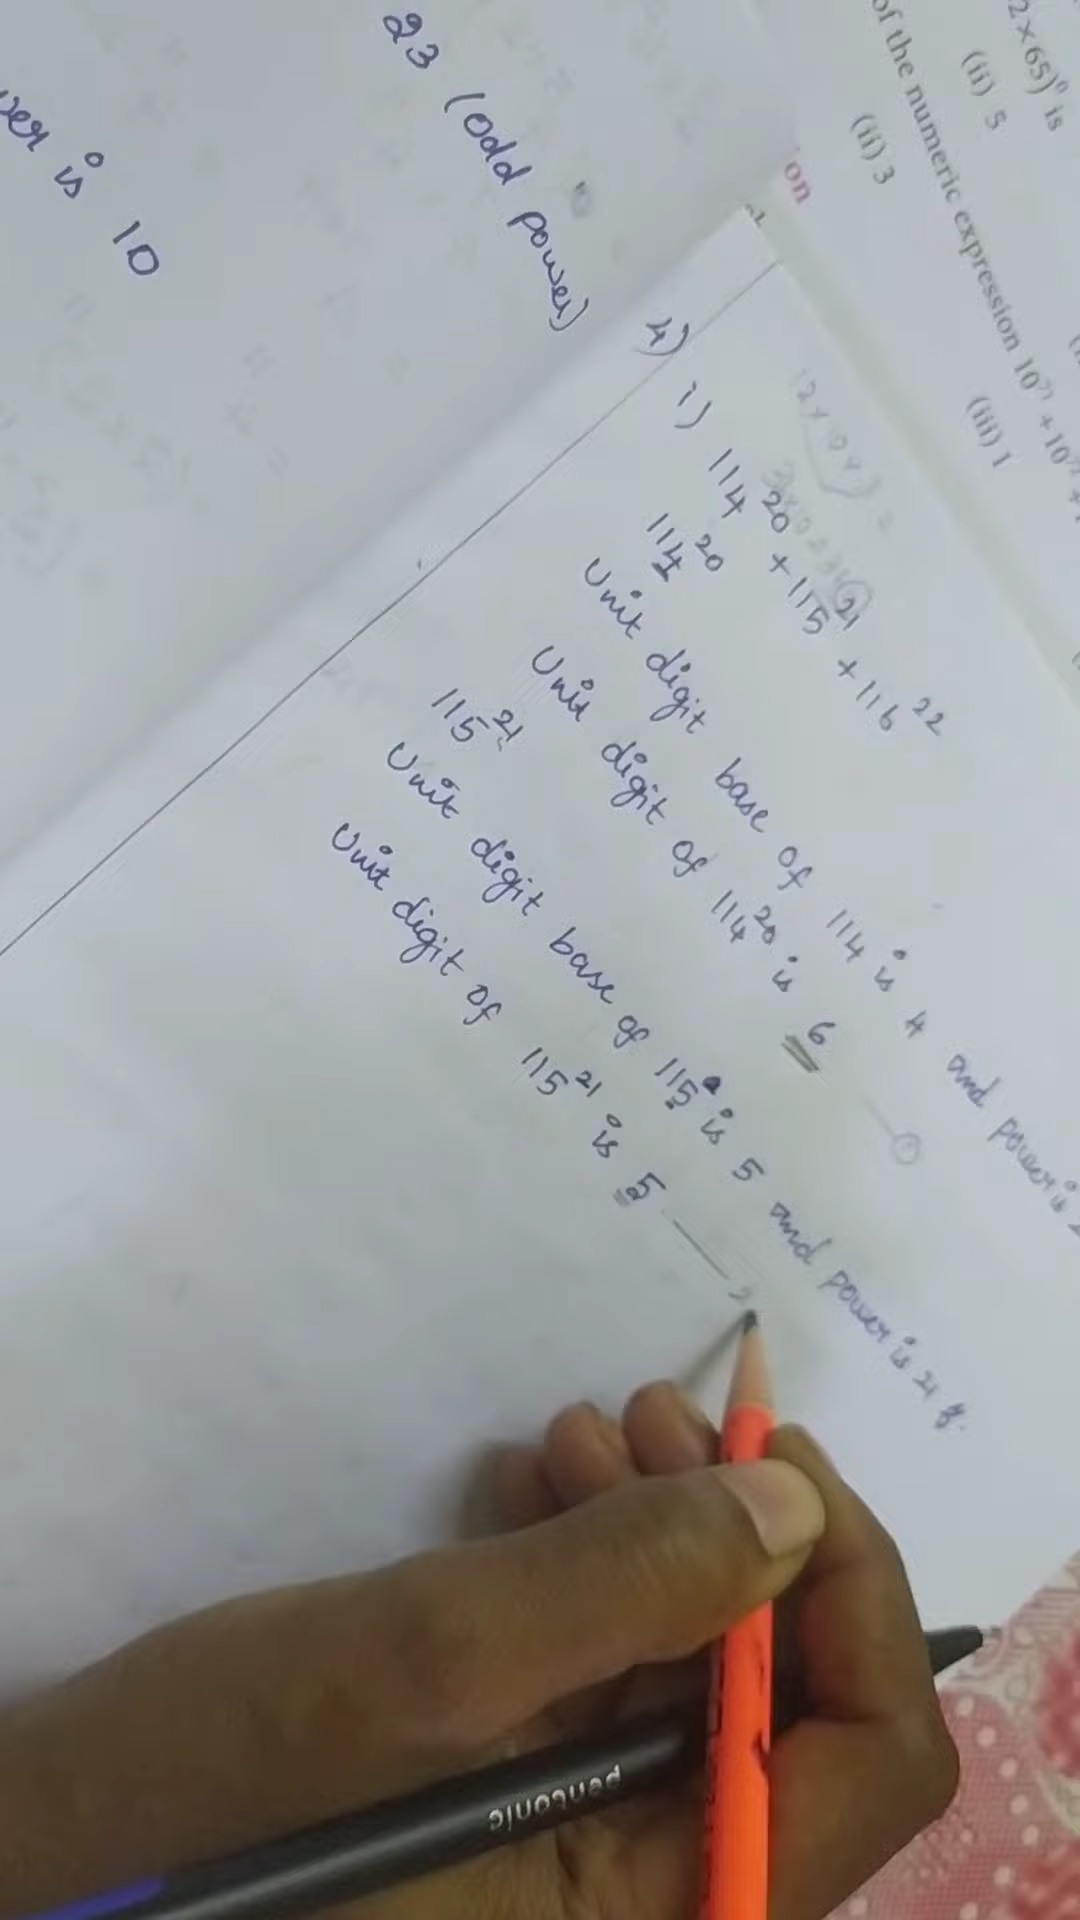 23 (odd power)
is 10
2×65)⁰ is
(ii) 5
of the numeric expression 10
(ii) 3
(iii) 1
on
4)
i) 114²⁰ + 115²¹ + 116²²
114²⁰
Unit digit base of 114 is 4 and power is
Unit digit of 114²⁰ is 6
115²¹
Unit digit base of 115 is 5 and power is 21
Unit digit of 115²¹ is 5
pentonic